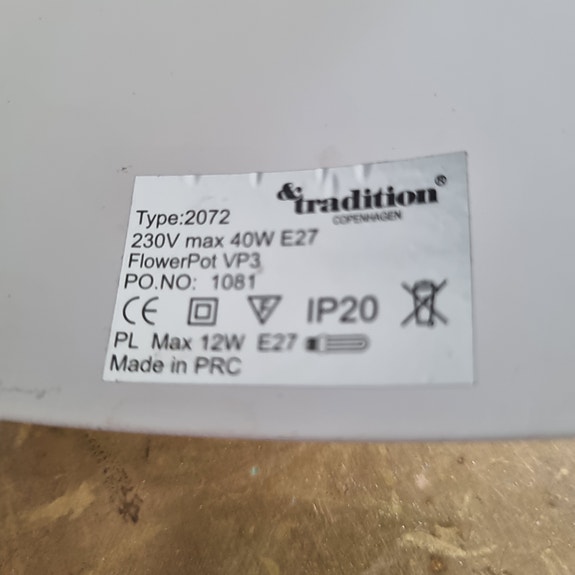 &tradition®
COPENHAGEN
Type:2072
230V max 40W E27
FlowerPot VP3
PO.NO: 1081
CE IP20
PL Max 12W E27
Made in PRC